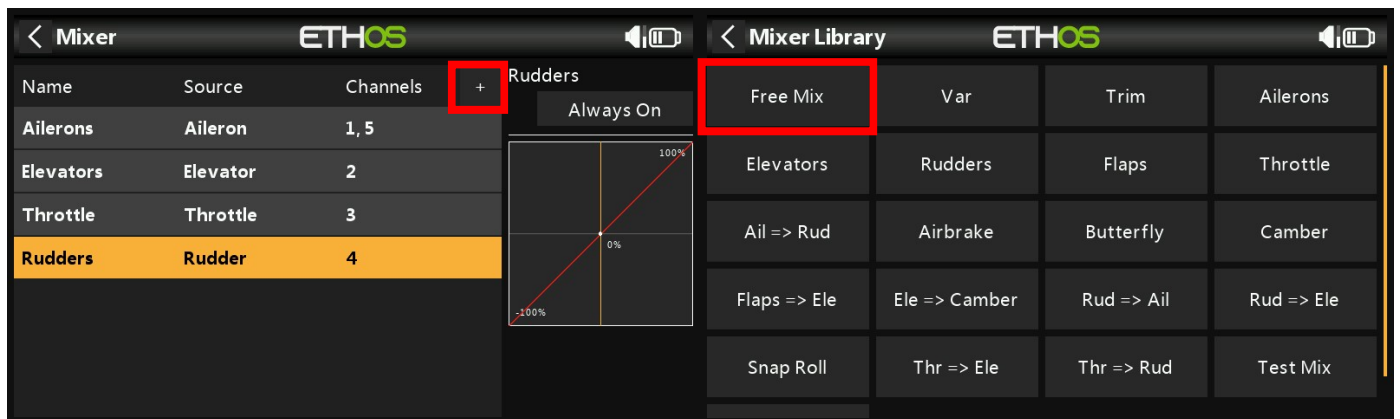 < Mixer ETHOS
Name Source Channels +
Ailerons Aileron 1, 5
Elevators Elevator 2
Throttle Throttle 3
Rudders Rudder 4
Rudders
Always On
100%
0%
-100%
< Mixer Library ETHOS
Free Mix Var Trim Ailerons
Elevators Rudders Flaps Throttle
Ail => Rud Airbrake Butterfly Camber
Flaps => Ele Ele => Camber Rud => Ail Rud => Ele
Snap Roll Thr => Ele Thr => Rud Test Mix